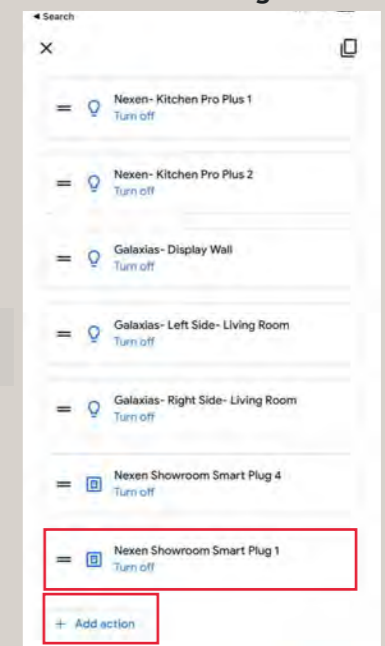 ◄ Search
Nexen- Kitchen Pro Plus 1
Turn off
Nexen- Kitchen Pro Plus 2
Turn off
Galaxias- Display Wall
Turn off
Galaxias- Left Side- Living Room
Turn off
Galaxias- Right Side- Living Room
Turn off
Nexen Showroom Smart Plug 4
Turn off
Nexen Showroom Smart Plug 1
Turn off
+ Add action